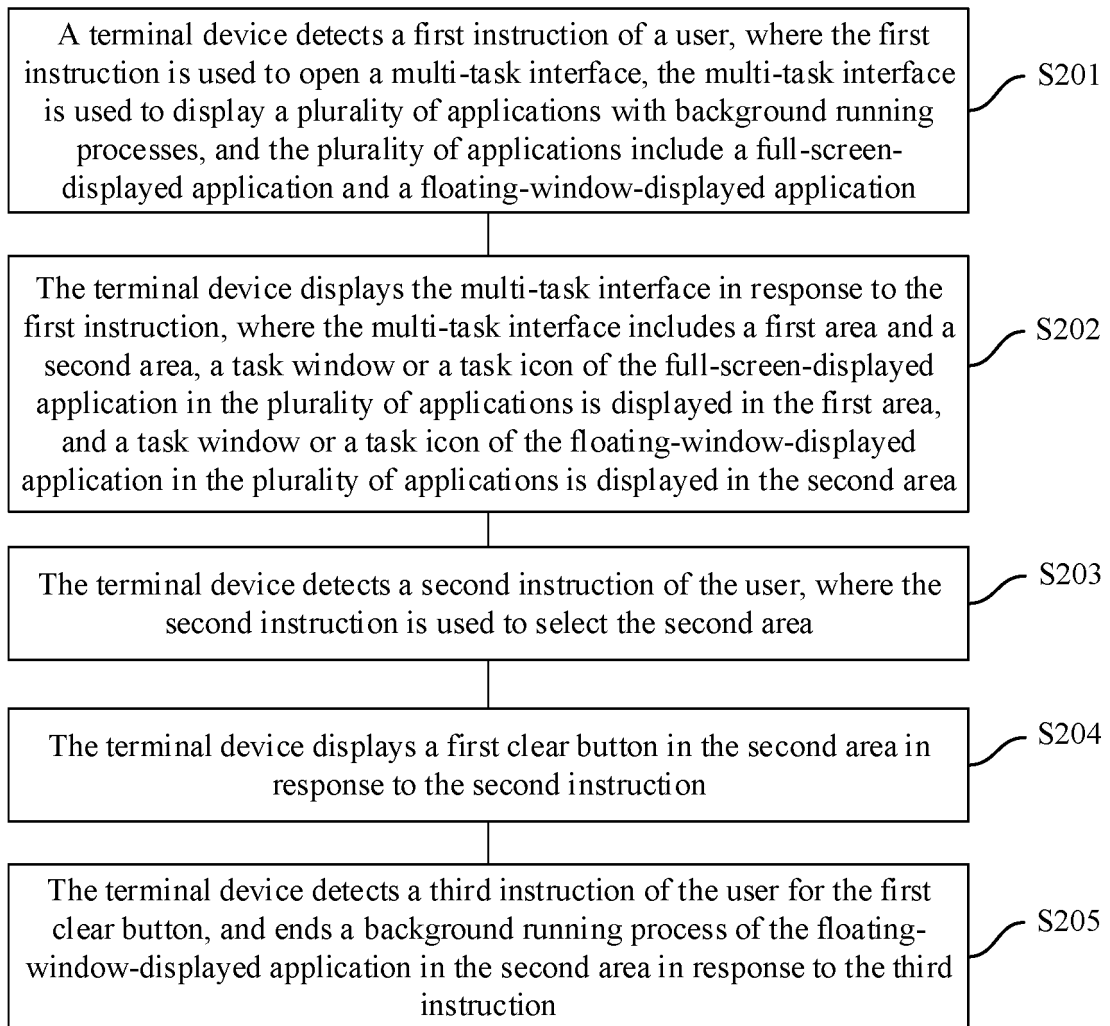 A terminal device detects a first instruction of a user, where the first
instruction is used to open a multi-task interface, the multi-task interface
is used to display a plurality of applications with background running
processes, and the plurality of applications include a full-screen-
displayed application and a floating-window-displayed application
S201
The terminal device displays the multi-task interface in response to the
first instruction, where the multi-task interface includes a first area and a
second area, a task window or a task icon of the full-screen-displayed
application in the plurality of applications is displayed in the first area,
and a task window or a task icon of the floating-window-displayed
application in the plurality of applications is displayed in the second area
S202
The terminal device detects a second instruction of the user, where the
second instruction is used to select the second area
S203
The terminal device displays a first clear button in the second area in
response to the second instruction
S204
The terminal device detects a third instruction of the user for the first
clear button, and ends a background running process of the floating-
window-displayed application in the second area in response to the third
instruction
S205